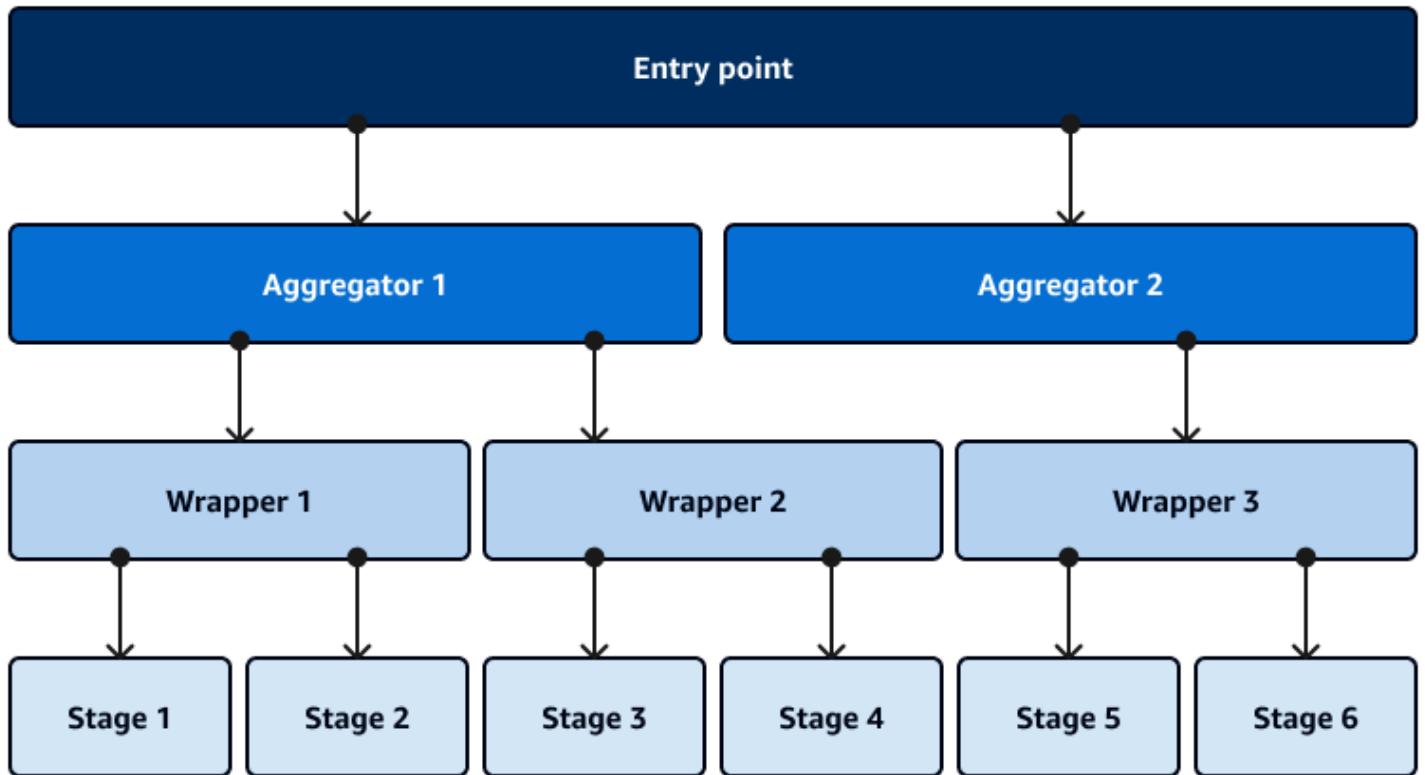 Entry point
Aggregator 1
Aggregator 2
Wrapper 1
Wrapper 2
Wrapper 3
Stage 1
Stage 2
Stage 3
Stage 4
Stage 5
Stage 6